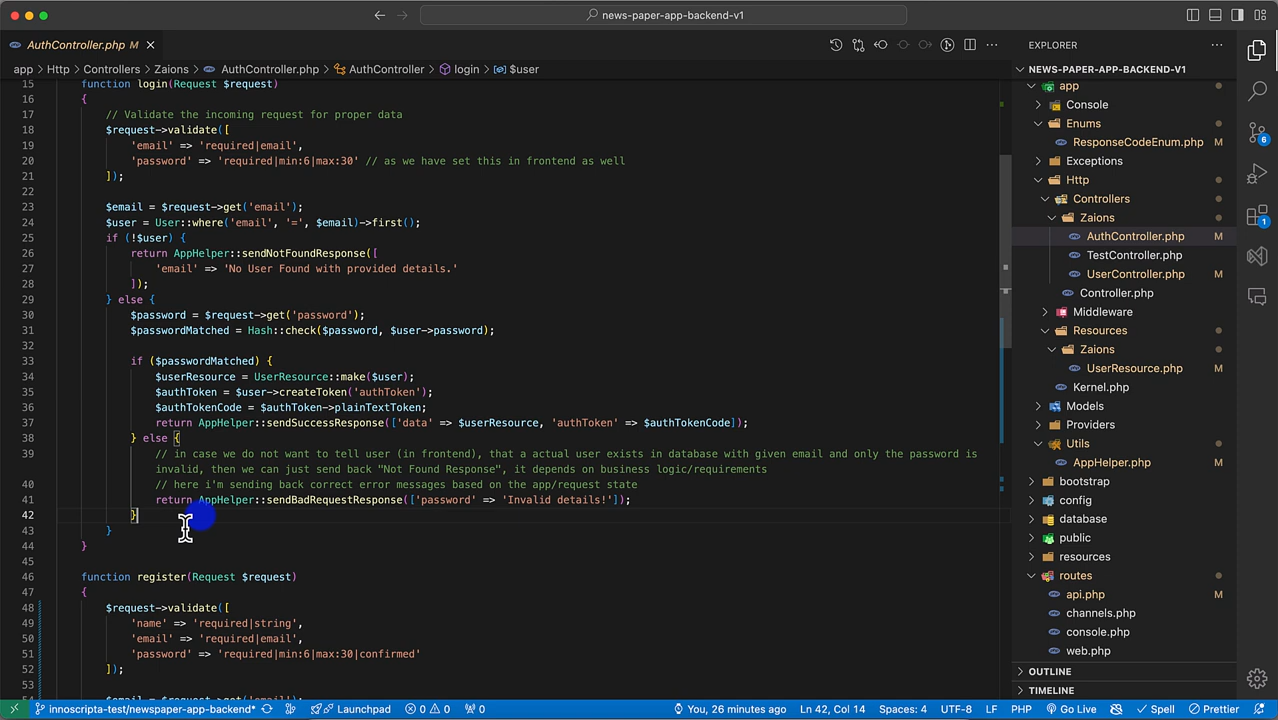 news-paper-app-backend-v1
AuthController.php M
EXPLORER
app > Http > Controllers > Zaions > AuthController.php > AuthController > login > $user
NEWS-PAPER-APP-BACKEND-V1
15 function login(Request $request)
16 {
17 // Validate the incoming request for proper data
18 $request->validate([
19 'email' => 'required|email',
20 'password' => 'required|min:6|max:30' // as we have set this in frontend as well
21 ]);
22
23 $email = $request->get('email');
24 $user = User::where('email', '=', $email)->first();
25 if (!$user) {
26 return AppHelper::sendNotFoundResponse([
27 'email' => 'No User Found with provided details.'
28 ]);
29 } else {
30 $password = $request->get('password');
31 $passwordMatched = Hash::check($password, $user->password);
32
33 if ($passwordMatched) {
34 $userResource = UserResource::make($user);
35 $authToken = $user->createToken('authToken');
36 $authTokenCode = $authToken->plainTextToken;
37 return AppHelper::sendSuccessResponse(['data' => $userResource, 'authToken' => $authTokenCode]);
38 } else {
39 // in case we do not want to tell user (in frontend), that a actual user exists in database with given email and only the password is
invalid, then we can just send back "Not Found Response", it depends on business logic/requirements
40 // here i'm sending back correct error messages based on the app/request state
41 return AppHelper::sendBadRequestResponse(['password' => 'Invalid details!']);
42 }
43 }
44 }
45
46 function register(Request $request)
47 {
48 $request->validate([
49 'name' => 'required|string',
50 'email' => 'required|email',
51 'password' => 'required|min:6|max:30|confirmed'
52 ]);
53
app
Console
Enums
ResponseCodeEnum.php M
Exceptions
Http
Controllers
Zaions
AuthController.php M
TestController.php
UserController.php M
Controller.php
Middleware
Resources
Zaions
UserResource.php M
Kernel.php
Models
Providers
Utils
AppHelper.php M
bootstrap
config
database
public
resources
routes
api.php M
channels.php
console.php
web.php
OUTLINE
TIMELINE
6
1
innoscripta-test/newspaper-app-backend* Launchpad 0 0 0 You, 26 minutes ago Ln 42, Col 14 Spaces: 4 UTF-8 LF PHP Go Live Spell Prettier